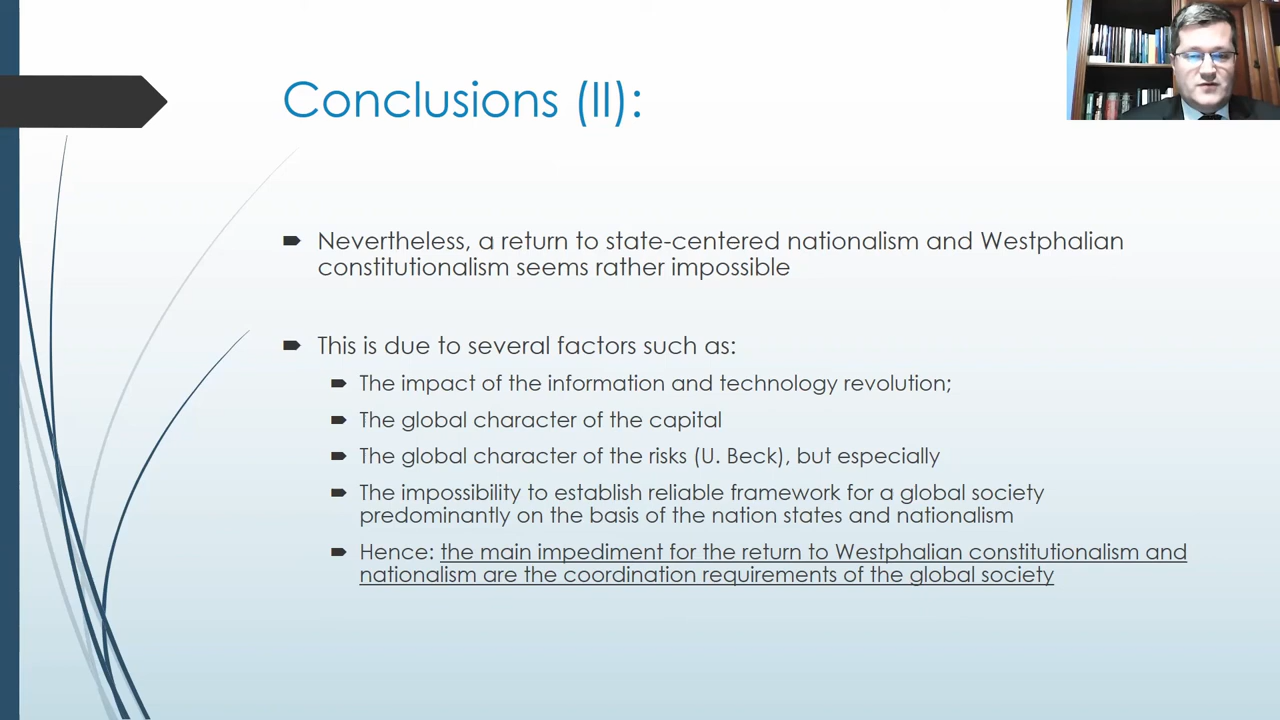 Conclusions (II):
Nevertheless, a return to state-centered nationalism and Westphalian
constitutionalism seems rather impossible
This is due to several factors such as:
The impact of the information and technology revolution;
The global character of the capital
The global character of the risks (U. Beck), but especially
The impossibility to establish reliable framework for a global society
predominantly on the basis of the nation states and nationalism
Hence: the main impediment for the return to Westphalian constitutionalism and
nationalism are the coordination requirements of the global society